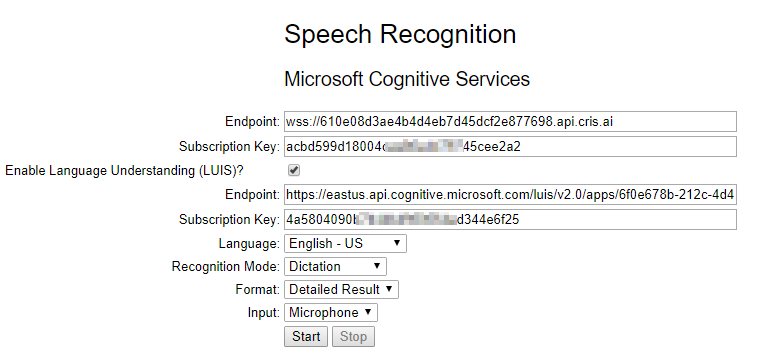 Speech Recognition
Microsoft Cognitive Services
Endpoint: wss://610e08d3ae4b4d4eb7d45dcf2e877698.api.cris.ai
Subscription Key: acbd599d18004 45cee2a2
Enable Language Understanding (LUIS)?
Endpoint: https://eastus.api.cognitive.microsoft.com/luis/v2.0/apps/6f0e678b-212c-4d4
Subscription Key: 4a5804090b d344e6f25
Language: English - US
Recognition Mode: Dictation
Format: Detailed Result
Input: Microphone
Start Stop